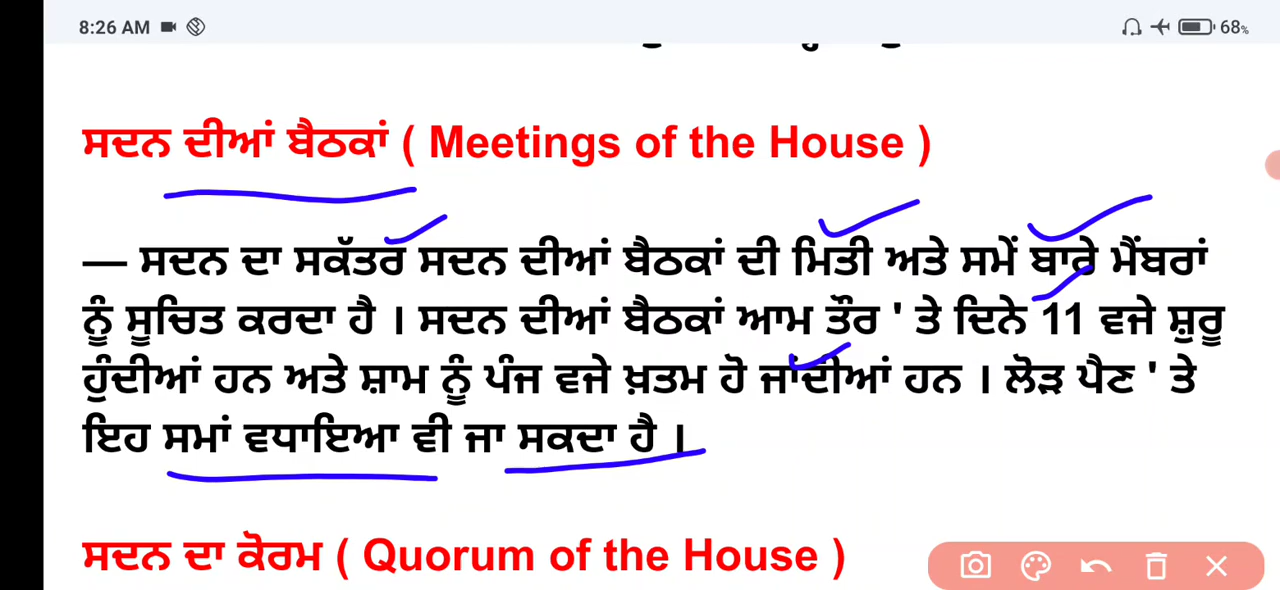 8:26 AM 68%
ਸਦਨ ਦੀਆਂ ਬੈਠਕਾਂ ( Meetings of the House )
— ਸਦਨ ਦਾ ਸਕੱਤਰ ਸਦਨ ਦੀਆਂ ਬੈਠਕਾਂ ਦੀ ਮਿਤੀ ਅਤੇ ਸਮੇਂ ਬਾਰੇ ਮੈਂਬਰਾਂ
ਨੂੰ ਸੂਚਿਤ ਕਰਦਾ ਹੈ । ਸਦਨ ਦੀਆਂ ਬੈਠਕਾਂ ਆਮ ਤੌਰ ' ਤੇ ਦਿਨੇ 11 ਵਜੇ ਸ਼ੁਰੂ
ਹੁੰਦੀਆਂ ਹਨ ਅਤੇ ਸ਼ਾਮ ਨੂੰ ਪੰਜ ਵਜੇ ਖ਼ਤਮ ਹੋ ਜਾਂਦੀਆਂ ਹਨ । ਲੋੜ ਪੈਣ ' ਤੇ
ਇਹ ਸਮਾਂ ਵਧਾਇਆ ਵੀ ਜਾ ਸਕਦਾ ਹੈ ।
ਸਦਨ ਦਾ ਕੋਰਮ ( Quorum of the House )